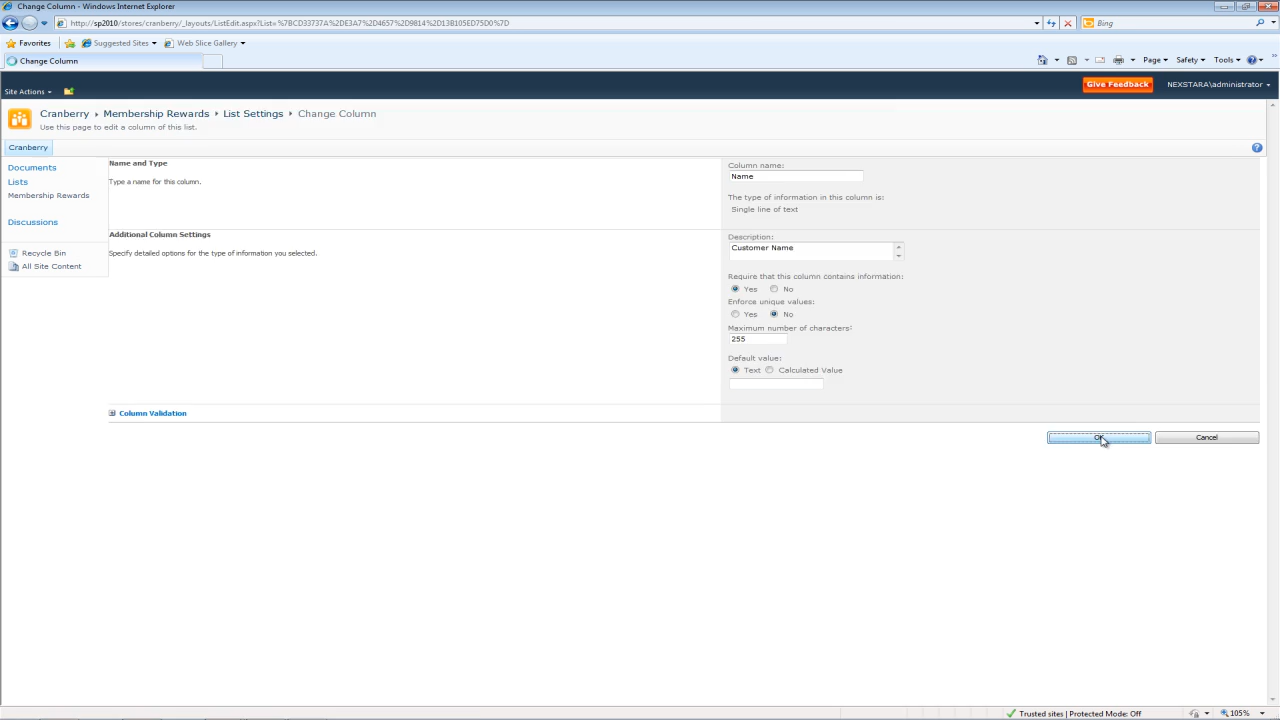 Change Column - Windows Internet Explorer
http://sp2010/stores/cranberry/_layouts/ListEdit.aspx?List=%7BCD33737A%2DE3A7%2D4657%2D9814%2D13B105ED75D0%7D
Bing
Favorites Suggested Sites Web Slice Gallery
Change Column
Page Safety Tools
Site Actions
Give Feedback
NEXSTARA\administrator
Cranberry Membership Rewards List Settings Change Column
Use this page to edit a column of this list.
Cranberry
Documents
Lists
Membership Rewards
Discussions
Recycle Bin
All Site Content
Name and Type
Type a name for this column.
Column name:
Name
The type of information in this column is:
Single line of text
Additional Column Settings
Specify detailed options for the type of information you selected.
Description:
Customer Name
Require that this column contains information:
Yes No
Enforce unique values:
Yes No
Maximum number of characters:
255
Default value:
Text Calculated Value
Column Validation
OK Cancel
Trusted sites | Protected Mode: Off
105%